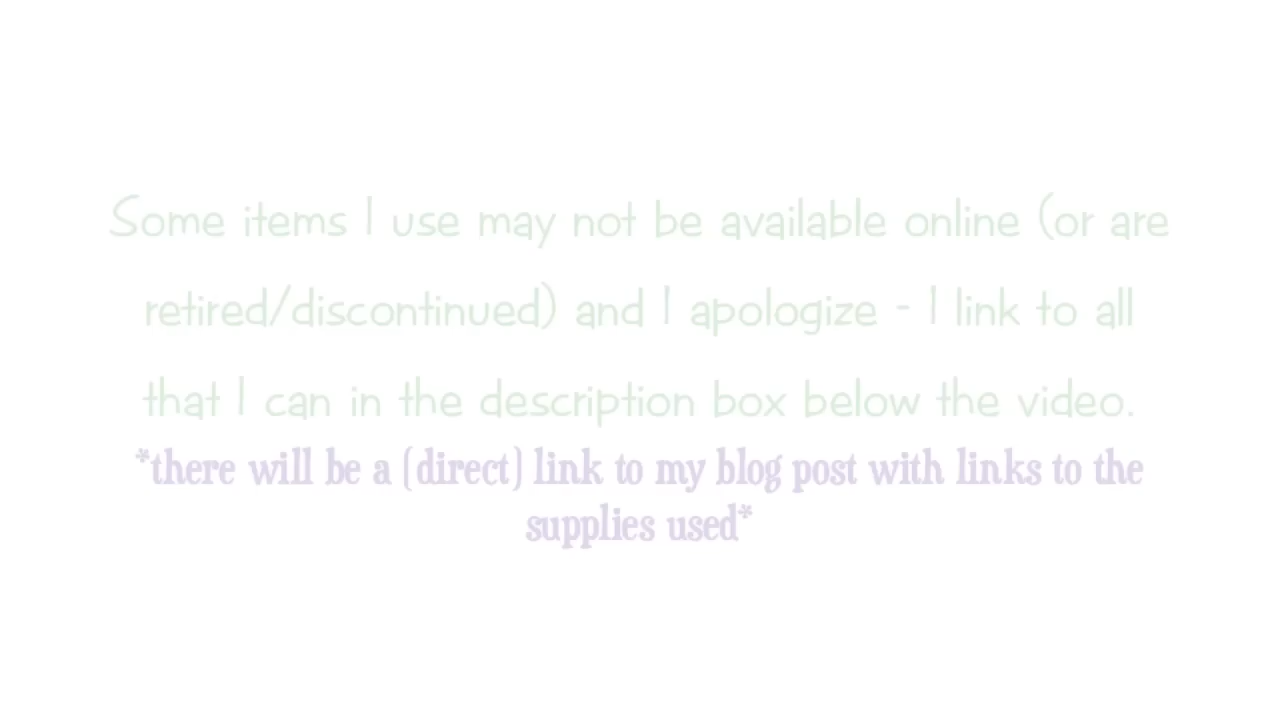 Some items I use may not be available online (or are
retired/discontinued) and I apologize - I link to all
that I can in the description box below the video.
*there will be a (direct) link to my blog post with links to the
supplies used*